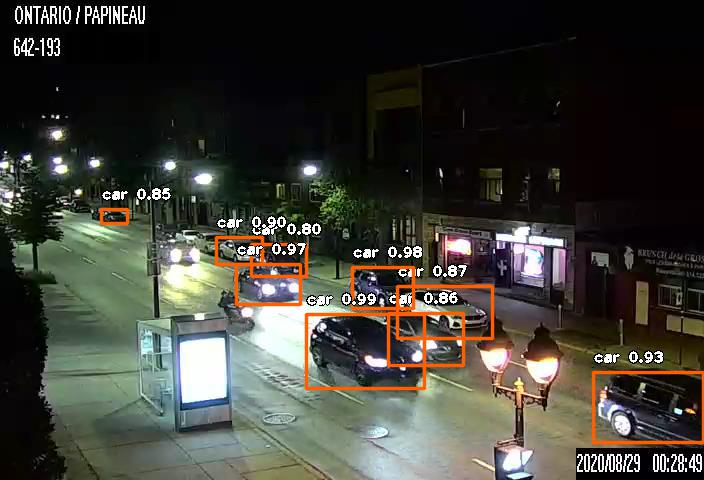 ONTARIO / PAPINEAU
642-193
car 0.85
car 0.90
car 0.80
car 0.97
car 0.98
car 0.87
car 0.99
car 0.86
car 0.93
2020/08/29 00:28:49